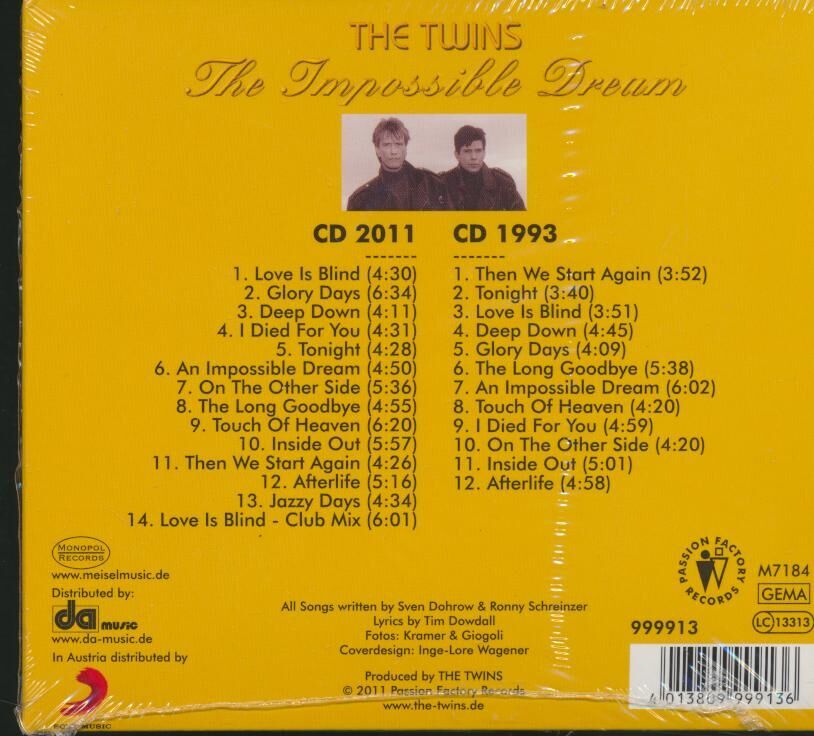 THE TWINS
The Impossible Dream
CD 2011
-------
1. Love Is Blind (4:30)
2. Glory Days (6:34)
3. Deep Down (4:11)
4. I Died For You (4:31)
5. Tonight (4:28)
6. An Impossible Dream (4:50)
7. On The Other Side (5:36)
8. The Long Goodbye (4:55)
9. Touch Of Heaven (6:20)
10. Inside Out (5:57)
11. Then We Start Again (4:26)
12. Afterlife (5:16)
13. Jazzy Days (4:34)
14. Love Is Blind - Club Mix (6:01)
CD 1993
-------
1. Then We Start Again (3:52)
2. Tonight (3:40)
3. Love Is Blind (3:51)
4. Deep Down (4:45)
5. Glory Days (4:09)
6. The Long Goodbye (5:38)
7. An Impossible Dream (6:02)
8. Touch Of Heaven (4:20)
9. I Died For You (4:59)
10. On The Other Side (4:20)
11. Inside Out (5:01)
12. Afterlife (4:58)
MONOPOL
RECORDS
www.meiselmusic.de
Distributed by:
da music
www.da-music.de
In Austria distributed by
SONY MUSIC
All Songs written by Sven Dohrow & Ronny Schreinzer
Lyrics by Tim Dowdall
Fotos: Kramer & Giogoli
Coverdesign: Inge-Lore Wagener
Produced by THE TWINS
© 2011 Passion Factory Records
www.the-twins.de
PASSION FACTORY RECORDS
M7184
GEMA
LC 13313
999913
4 013809 999136